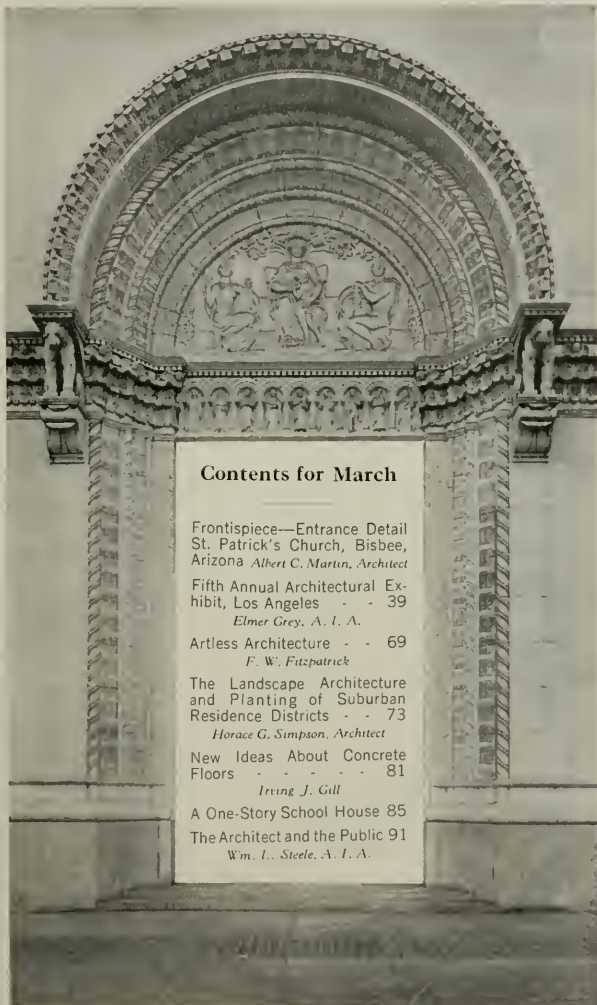 Contents for March
Frontispiece—Entrance Detail
St. Patrick's Church, Bisbee,
Arizona Albert C. Martin, Architect
Fifth Annual Architectural Ex-
hibit, Los Angeles - - 39
Elmer Grey, A. I. A.
Artless Architecture - - 69
F. W. Fitzpatrick
The Landscape Architecture
and Planting of Suburban
Residence Districts - - 73
Horace G. Simpson, Architect
New Ideas About Concrete
Floors - - - - - 81
Irving J. Gill
A One-Story School House 85
The Architect and the Public 91
Wm. L. Steele, A. I. A.